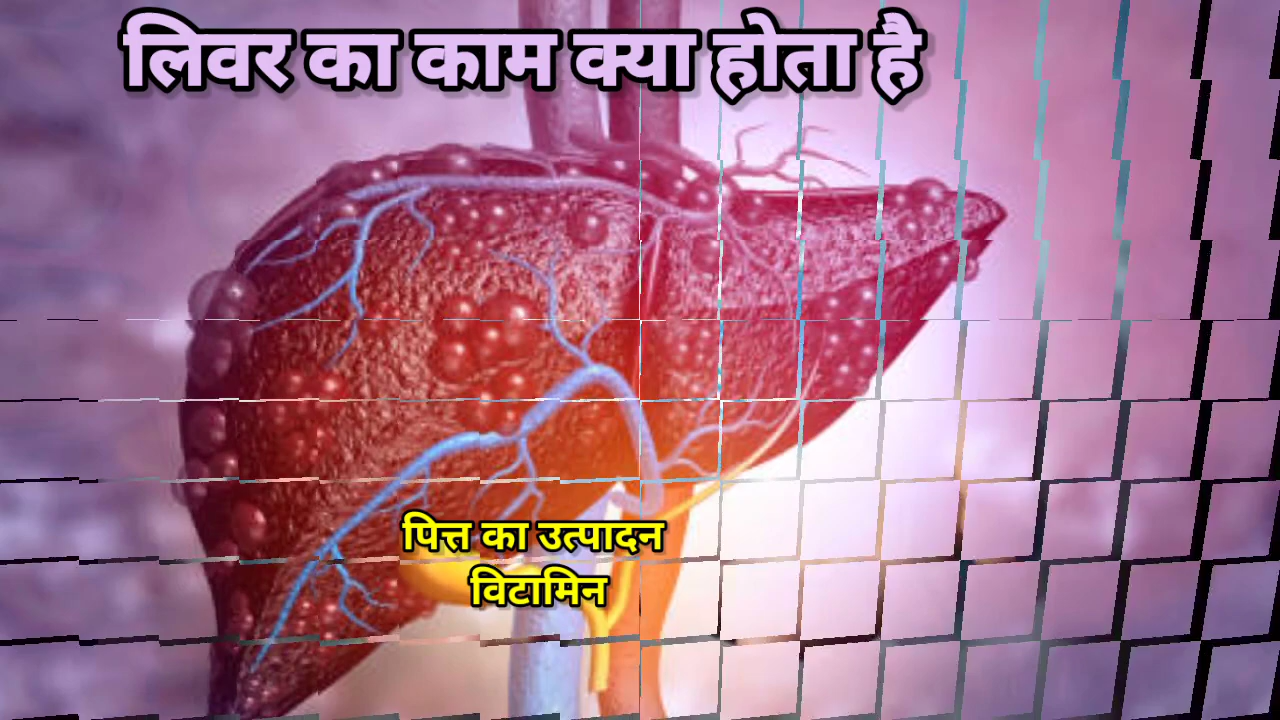 लिवर का काम क्या होता है
पित्त का उत्पादन
विटामिन